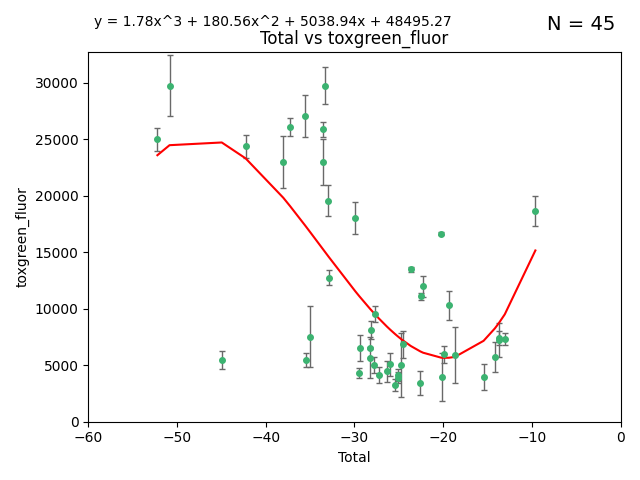 y = 1.78x^3 + 180.56x^2 + 5038.94x + 48495.27
N = 45
Total vs toxgreen_fluor
30000
25000
20000
15000
10000
5000
0
toxgreen_fluor
−60 −50 −40 −30 −20 −10 0
Total